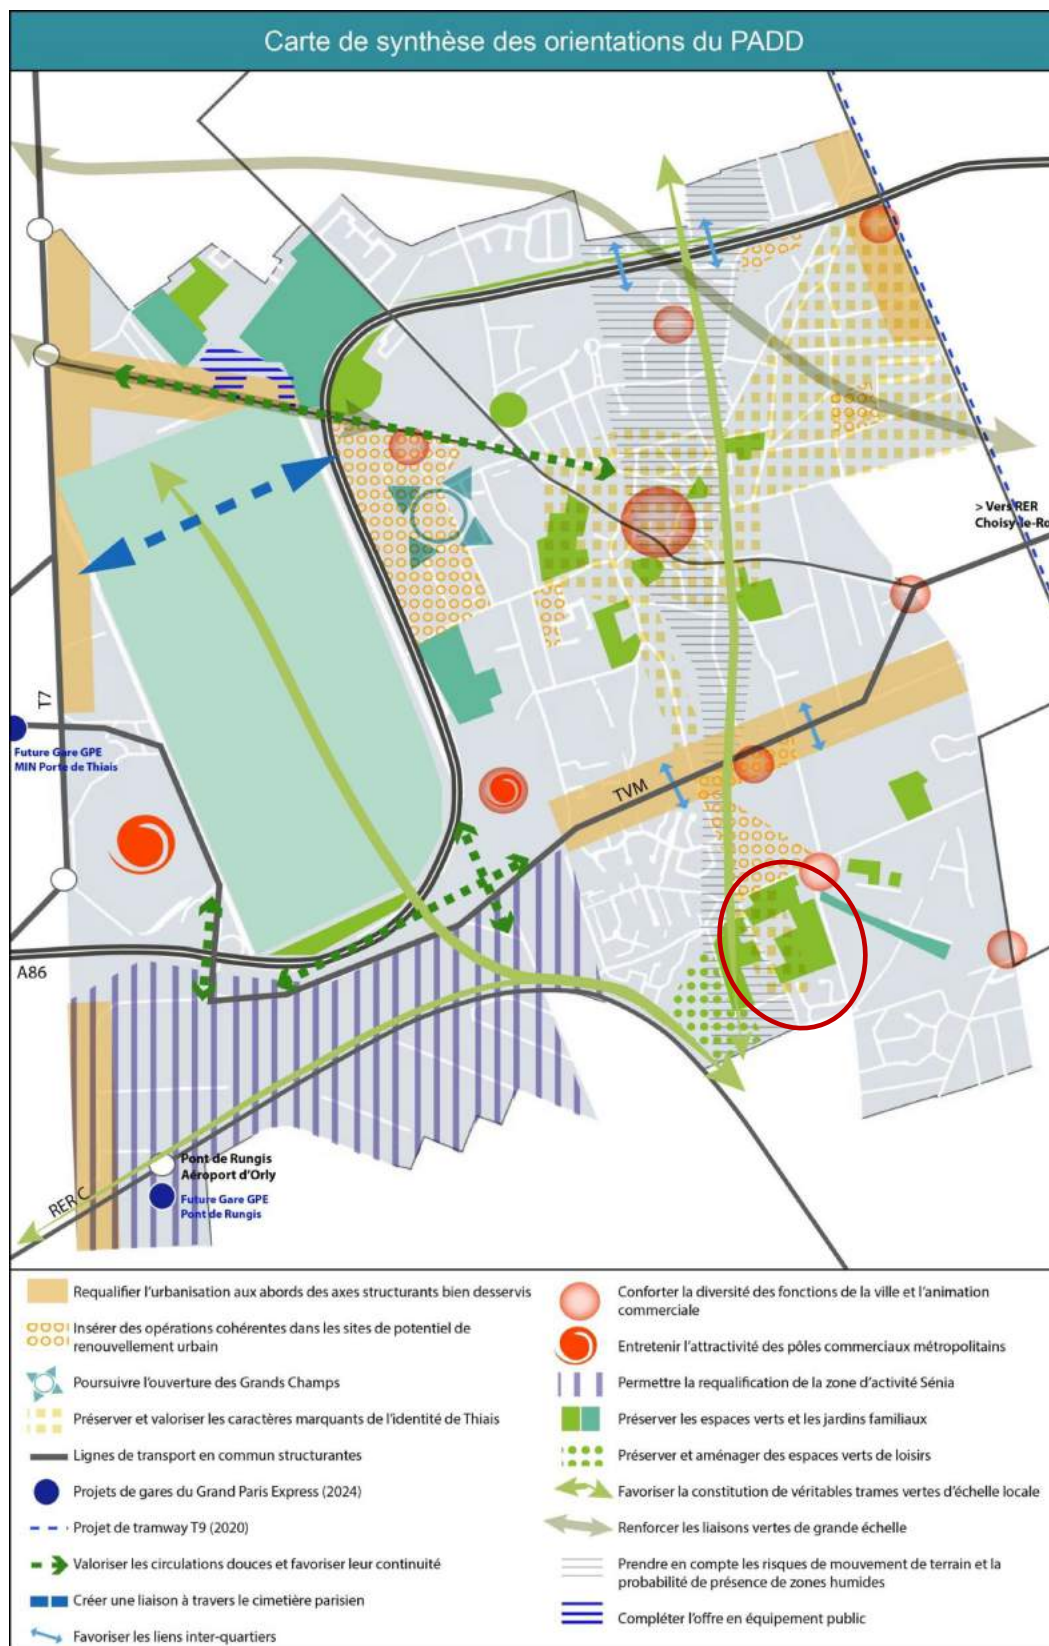 Carte de synthèse des orientations du PADD
> Vers RER
Choisy-le-Ro
T7
Future Gare GPE
MIN Porte de Thiais
TVM
A86
Pont de Rungis
Aéroport d'Orly
RER C
Future Gare GPE
Pont de Rungis
Requalifier l'urbanisation aux abords des axes structurants bien desservis
Insérer des opérations cohérentes dans les sites de potentiel de
renouvellement urbain
Poursuivre l'ouverture des Grands Champs
Préserver et valoriser les caractères marquants de l'identité de Thiais
Lignes de transport en commun structurantes
Projets de gares du Grand Paris Express (2024)
Projet de tramway T9 (2020)
Valoriser les circulations douces et favoriser leur continuité
Créer une liaison à travers le cimetière parisien
Favoriser les liens inter-quartiers
Conforter la diversité des fonctions de la ville et l'animation
commerciale
Entretenir l'attractivité des pôles commerciaux métropolitains
Permettre la requalification de la zone d'activité Sénia
Préserver les espaces verts et les jardins familiaux
Préserver et aménager des espaces verts de loisirs
Favoriser la constitution de véritables trames vertes d'échelle locale
Renforcer les liaisons vertes de grande échelle
Prendre en compte les risques de mouvement de terrain et la
probabilité de présence de zones humides
Compléter l'offre en équipement public